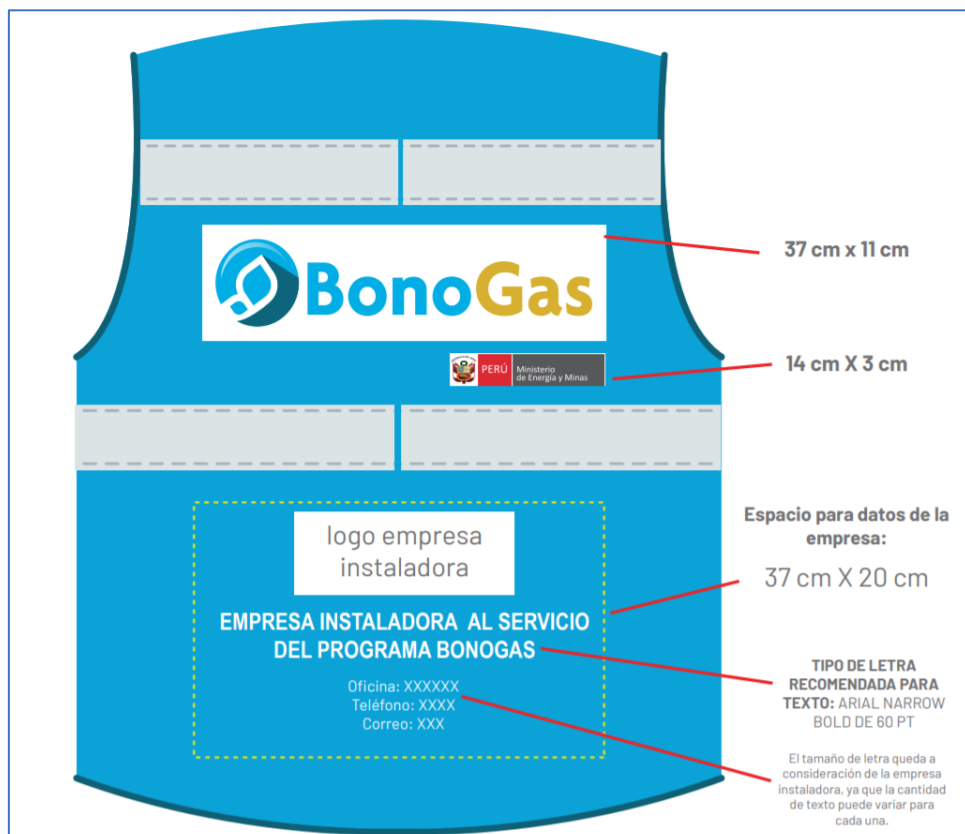 BonoGas
37 cm x 11 cm
PERÚ
Ministerio
de Energía y Minas
14 cm X 3 cm
logo empresa
instaladora
EMPRESA INSTALADORA AL SERVICIO
DEL PROGRAMA BONOGAS
Oficina: XXXXXX
Teléfono: XXXX
Correo: XXX
Espacio para datos de la
empresa:
37 cm X 20 cm
TIPO DE LETRA
RECOMENDADA PARA
TEXTO: ARIAL NARROW
BOLD DE 60 PT
El tamaño de letra queda a
consideración de la empresa
instaladora, ya que la cantidad
de texto puede variar para
cada una.